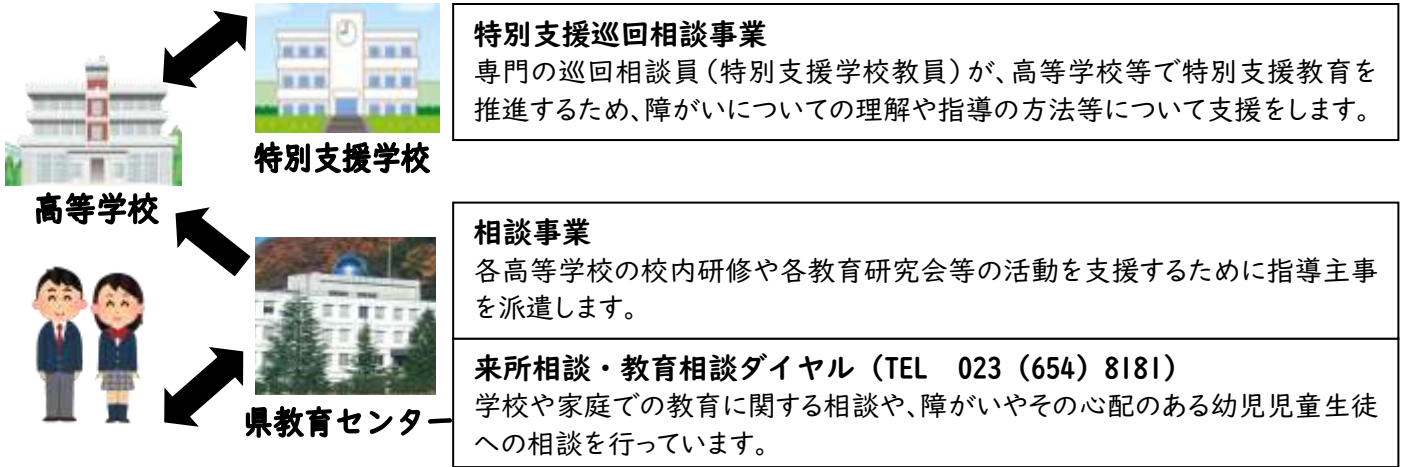 特別支援巡回相談事業
専門の巡回相談員（特別支援学校教員）が、高等学校等で特別支援教育を
推進するため、障がいについての理解や指導の方法等について支援をします。
特別支援学校
高等学校
相談事業
各高等学校の校内研修や各教育研究会等の活動を支援するために指導主事
を派遣します。
県教育センター
来所相談・教育相談ダイヤル（TEL　023（654）8181）
学校や家庭での教育に関する相談や、障がいやその心配のある幼児児童生徒
への相談を行っています。